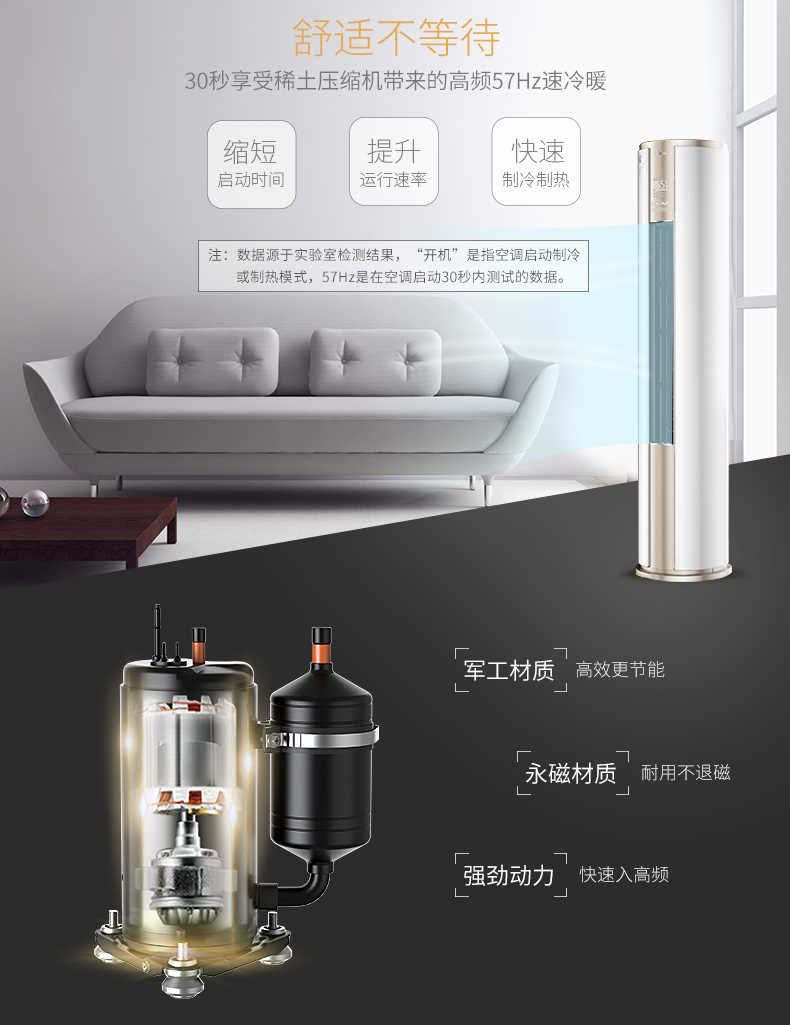 舒适不等待
30秒享受稀土压缩机带来的高频57Hz速冷暖
缩短
启动时间
提升
运行速率
快速
制冷制热
注：数据源于实验室检测结果，“开机”是指空调启动制冷
或制热模式，57Hz是在空调启动30秒内测试的数据。
军工材质 高效更节能
永磁材质 耐用不退磁
强劲动力 快速入高频